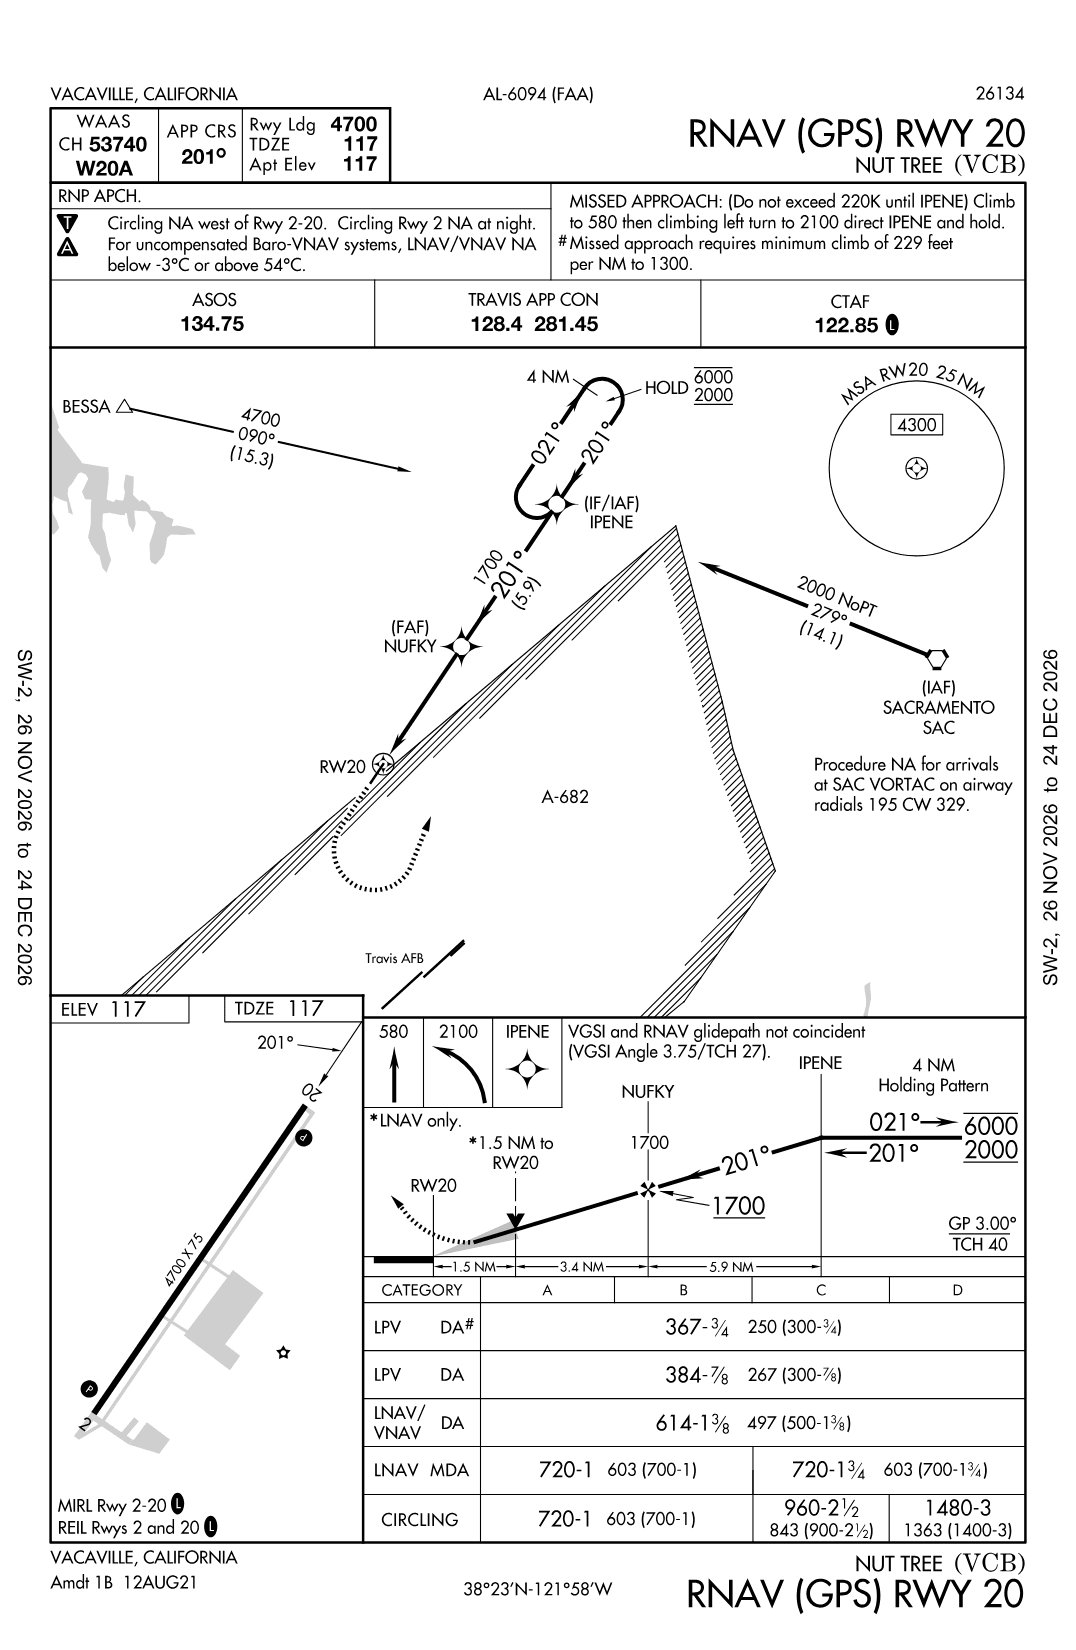 VACAVILLE, CALIFORNIA
AL-6094 (FAA)
26134
WAAS
CH 53740
W20A
APP CRS
201°
Rwy Ldg 4700
TDZE 117
Apt Elev 117
RNAV (GPS) RWY 20
NUT TREE (VCB)
RNP APCH.
T
A
Circling NA west of Rwy 2-20. Circling Rwy 2 NA at night.
For uncompensated Baro-VNAV systems, LNAV/VNAV NA
below -3°C or above 54°C.
MISSED APPROACH: (Do not exceed 220K until IPENE) Climb
to 580 then climbing left turn to 2100 direct IPENE and hold.
# Missed approach requires minimum climb of 229 feet
per NM to 1300.
ASOS
134.75
TRAVIS APP CON
128.4 281.45
CTAF
122.85 L
BESSA
4700
090°
(15.3)
4 NM
HOLD 6000
2000
021°
201°
(IF/IAF)
IPENE
MSA RW20 25 NM
4300
1700
201°
(5.9)
(FAF)
NUFKY
2000 NoPT
279°
(14.1)
(IAF)
SACRAMENTO
SAC
Procedure NA for arrivals
at SAC VORTAC on airway
radials 195 CW 329.
RW20
A-682
Travis AFB
SW-2, 26 NOV 2026 to 24 DEC 2026
SW-2, 26 NOV 2026 to 24 DEC 2026
ELEV 117
TDZE 117
201°
20
P
4700 X 75
P
2
MIRL Rwy 2-20 L
REIL Rwys 2 and 20 L
580
2100
IPENE
VGSI and RNAV glidepath not coincident
(VGSI Angle 3.75/TCH 27).
*LNAV only.
*1.5 NM to
RW20
RW20
NUFKY
1700
IPENE
4 NM
Holding Pattern
021°
6000
201°
2000
201°
1700
GP 3.00°
TCH 40
1.5 NM
3.4 NM
5.9 NM
CATEGORY A B C D
LPV DA# 367-¾ 250 (300-¾)
LPV DA 384-⅞ 267 (300-⅞)
LNAV/
VNAV DA 614-1⅜ 497 (500-1⅜)
LNAV MDA 720-1 603 (700-1) 720-1¾ 603 (700-1¾)
CIRCLING 720-1 603 (700-1) 960-2½ 1480-3
843 (900-2½) 1363 (1400-3)
VACAVILLE, CALIFORNIA
Amdt 1B 12AUG21
38°23'N-121°58'W
NUT TREE (VCB)
RNAV (GPS) RWY 20